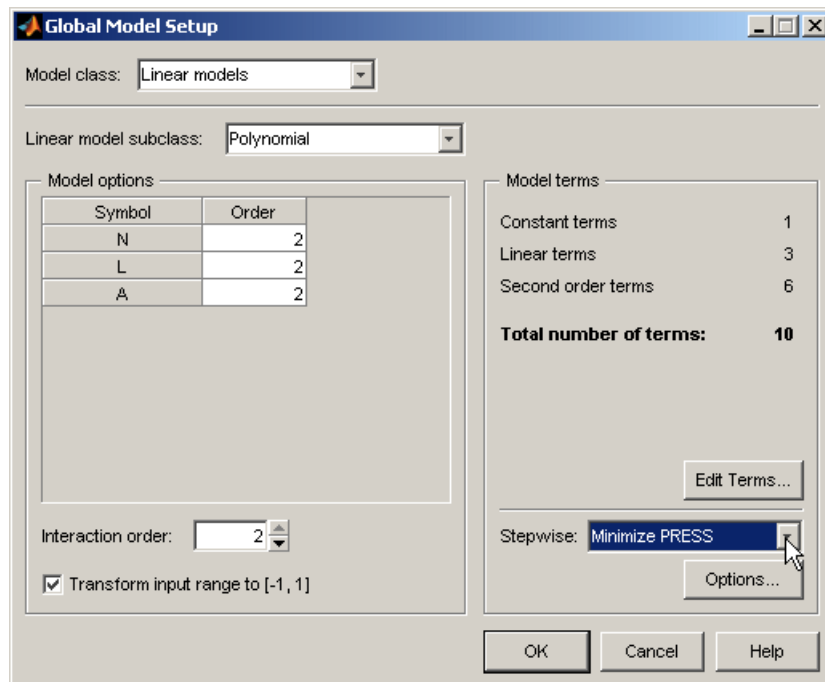 Global Model Setup
Model class: Linear models
Linear model subclass: Polynomial
Model options
Symbol Order
N 2
L 2
A 2
Interaction order: 2
Transform input range to [-1, 1]
Model terms
Constant terms 1
Linear terms 3
Second order terms 6
Total number of terms: 10
Edit Terms...
Stepwise: Minimize PRESS
Options...
OK Cancel Help